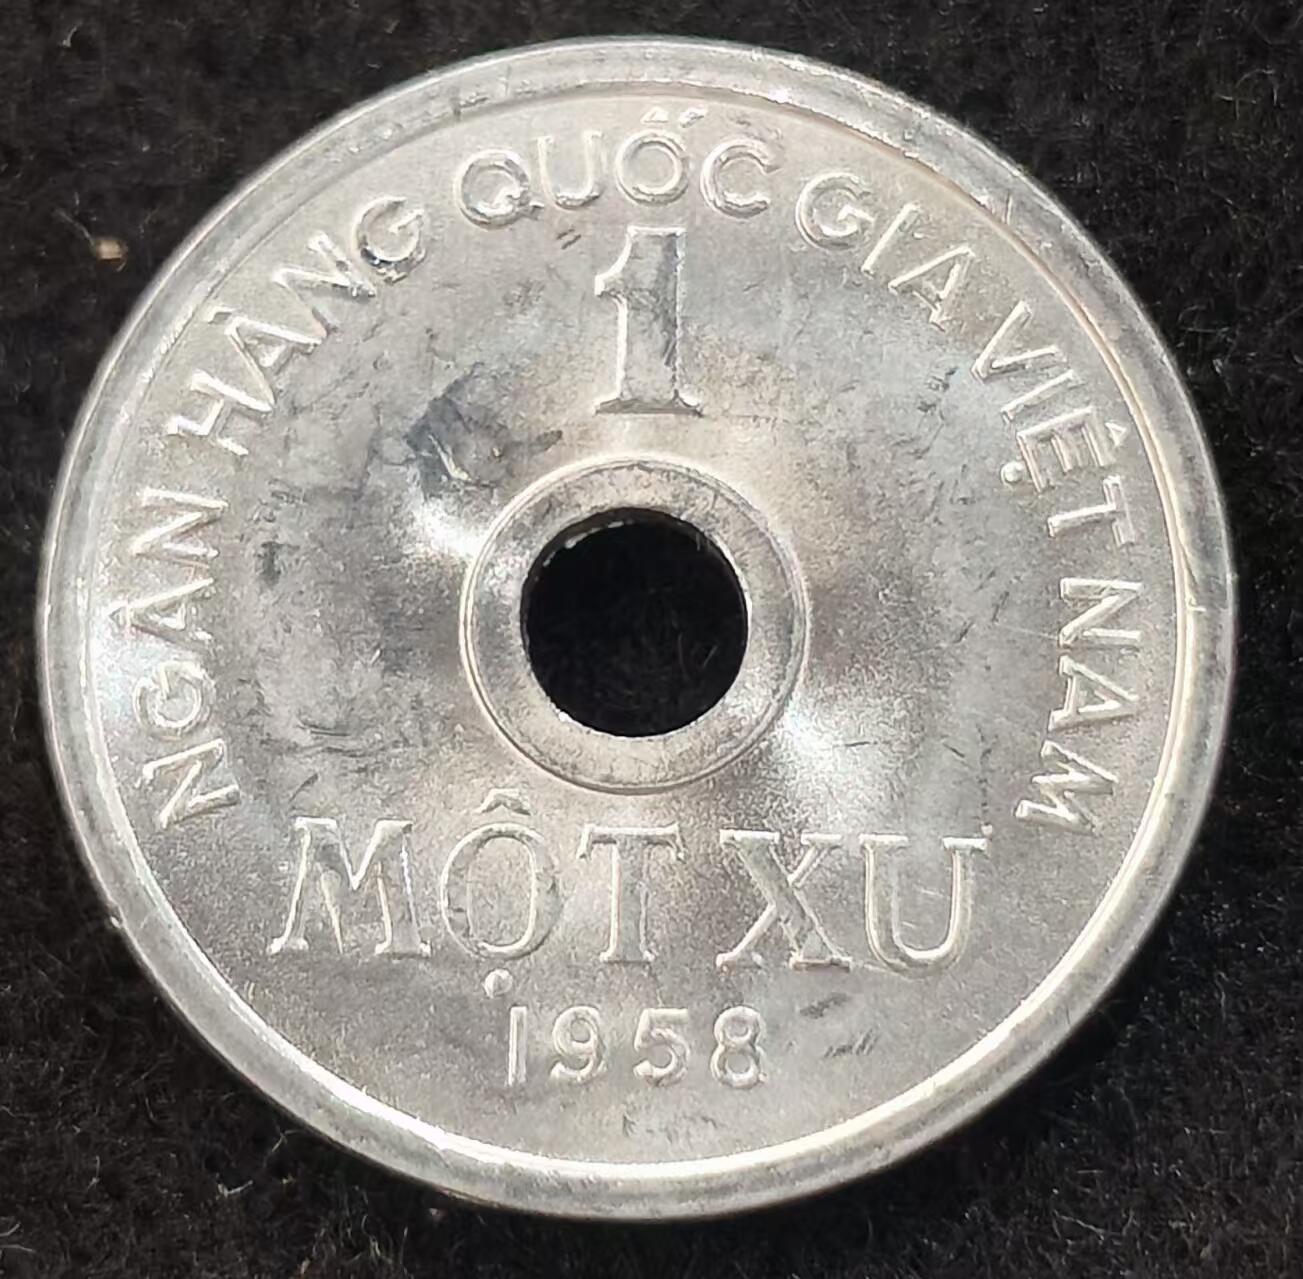 NGÂN HÀNG QUỐC GIA VIỆT NAM
1
MỘT XU
1958